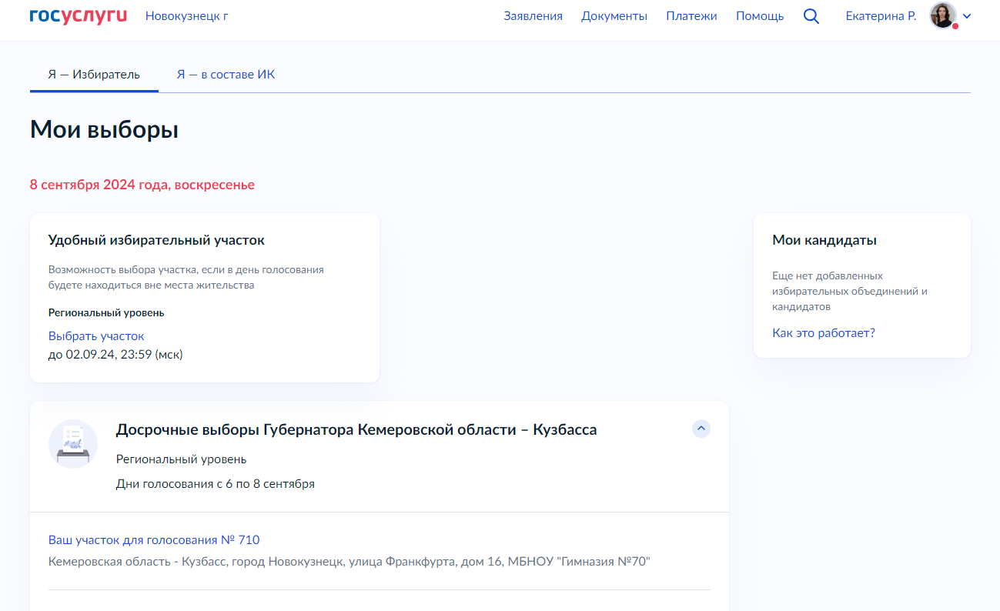 госуслуги Новокузнецк г Заявления Документы Платежи Помощь Екатерина Р.
Я — Избиратель Я — в составе ИК
Мои выборы
8 сентября 2024 года, воскресенье
Удобный избирательный участок
Возможность выбора участка, если в день голосования
будете находиться вне места жительства
Региональный уровень
Выбрать участок
до 02.09.24, 23:59 (мск)
Мои кандидаты
Еще нет добавленных
избирательных объединений и
кандидатов
Как это работает?
Досрочные выборы Губернатора Кемеровской области – Кузбасса
Региональный уровень
Дни голосования с 6 по 8 сентября
Ваш участок для голосования № 710
Кемеровская область - Кузбасс, город Новокузнецк, улица Франкфурта, дом 16, МБНОУ "Гимназия №70"